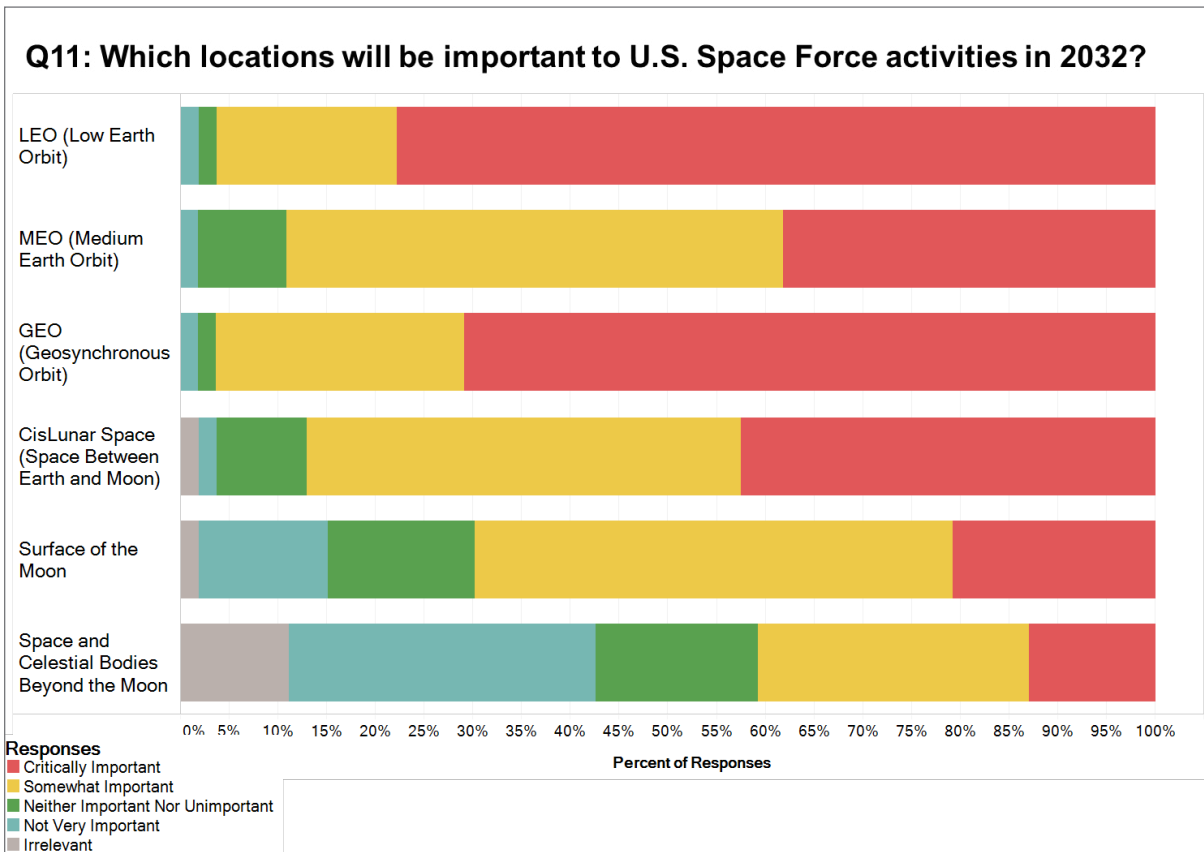 Q11: Which locations will be important to U.S. Space Force activities in 2032?
LEO (Low Earth
Orbit)
MEO (Medium
Earth Orbit)
GEO
(Geosynchronous
Orbit)
CisLunar Space
(Space Between
Earth and Moon)
Surface of the
Moon
Space and
Celestial Bodies
Beyond the Moon
0% 5% 10% 15% 20% 25% 30% 35% 40% 45% 50% 55% 60% 65% 70% 75% 80% 85% 90% 95% 100%
Percent of Responses
Responses
Critically Important
Somewhat Important
Neither Important Nor Unimportant
Not Very Important
Irrelevant